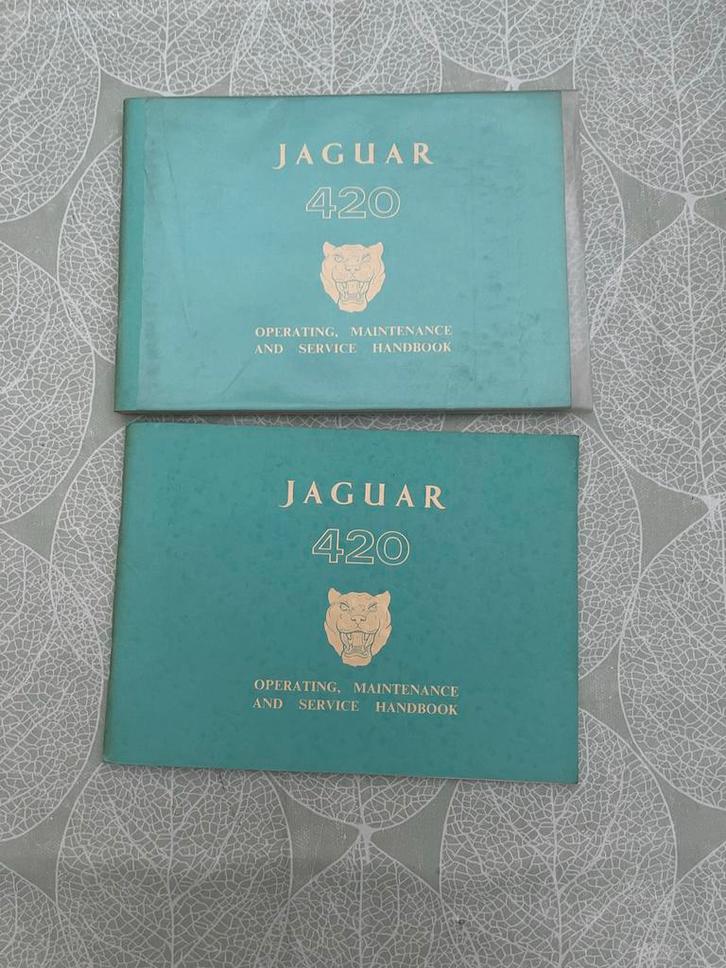 JAGUAR
420
OPERATING, MAINTENANCE
AND SERVICE HANDBOOK
JAGUAR
420
OPERATING, MAINTENANCE
AND SERVICE HANDBOOK